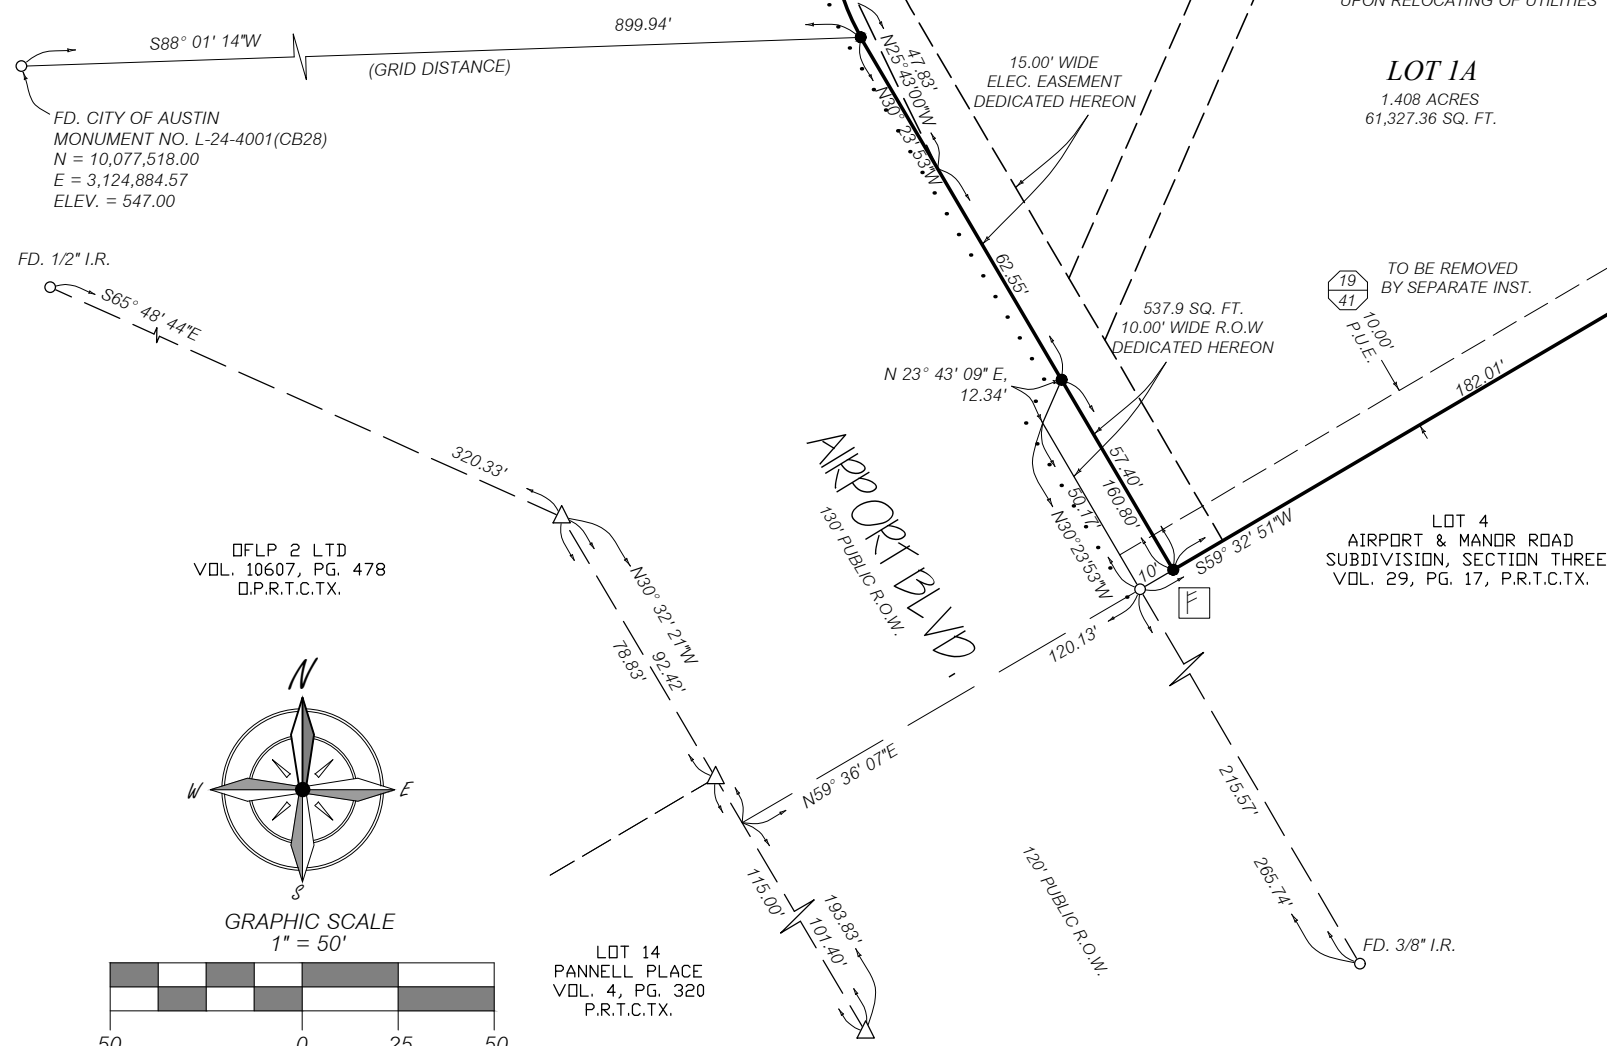 UPON RELOCATING OF UTILITIES
S88° 01' 14"W
899.94'
(GRID DISTANCE)
FD. CITY OF AUSTIN
MONUMENT NO. L-24-4001(CB28)
N = 10,077,518.00
E = 3,124,884.57
ELEV. = 547.00
47.83'
N25°43'00"W
N30° 23' 53"W
15.00' WIDE
ELEC. EASEMENT
DEDICATED HEREON
LOT 1A
1.408 ACRES
61,327.36 SQ. FT.
FD. 1/2" I.R.
S65° 48' 44"E
320.33'
62.55'
19
41
TO BE REMOVED
BY SEPARATE INST.
10.00'
P.U.E.
537.9 SQ. FT.
10.00' WIDE R.O.W
DEDICATED HEREON
N 23° 43' 09" E,
12.34'
182.01'
AIRPORT BLVD.
130' PUBLIC R.O.W.
57.40'
160.80'
50.17'
N30°23'53"W
10'
S59° 32' 51"W
F
LOT 4
AIRPORT & MANOR ROAD
SUBDIVISION, SECTION THREE
VOL. 29, PG. 17, P.R.T.C.TX.
OFLP 2 LTD
VOL. 10607, PG. 478
O.P.R.T.C.TX.
N30° 32' 21"W
92.42'
78.83'
120.13'
N59° 36' 07"E
215.57'
265.74'
FD. 3/8" I.R.
120' PUBLIC R.O.W.
115.00'
193.83'
101.40'
N
W
E
S
GRAPHIC SCALE
1" = 50'
50 0 25 50
LOT 14
PANNELL PLACE
VOL. 4, PG. 320
P.R.T.C.TX.